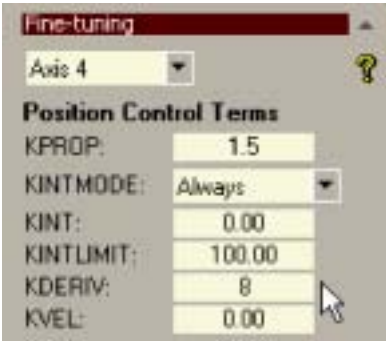 Fine-tuning
Axis 4
Position Control Terms
KPROP: 1.5
KINTMODE: Always
KINT: 0.00
KINTLIMIT: 100.00
KDERIV: 8
KVEL: 0.00